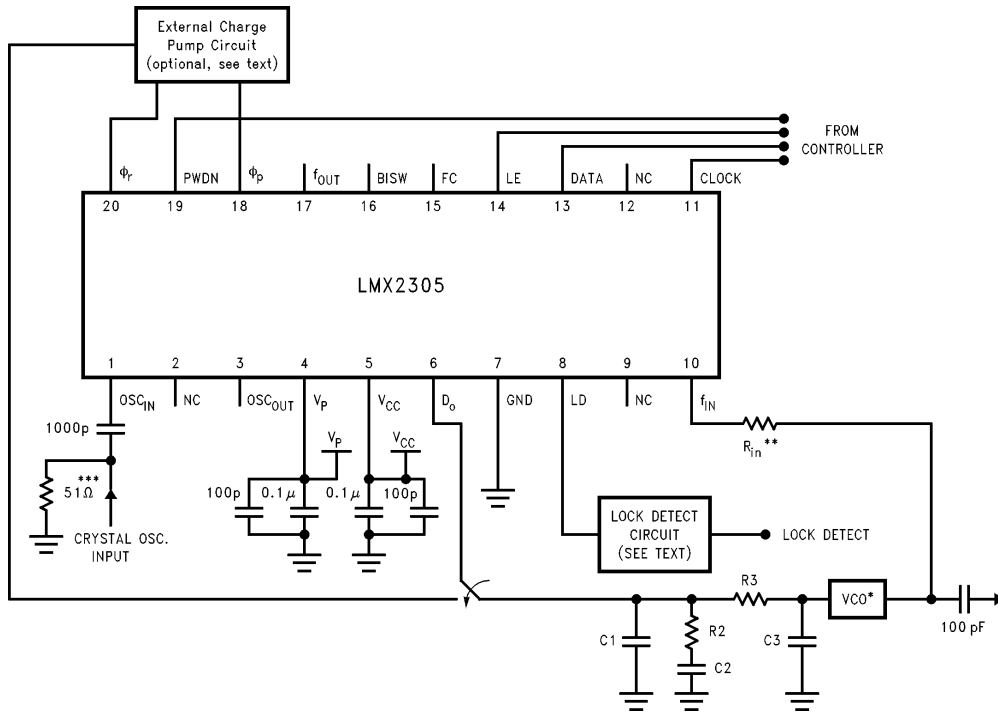 External Charge
Pump Circuit
(optional, see text)
FROM
CONTROLLER
ϕr PWDN ϕp fOUT BISW FC LE DATA NC CLOCK
20 19 18 17 16 15 14 13 12 11
LMX2305
1 2 3 4 5 6 7 8 9 10
OSCIN NC OSCOUT VP VCC Do GND LD NC fIN
1000p
VP
VCC
Rin **
51Ω ***
100p 0.1μ 0.1μ 100p
CRYSTAL OSC.
INPUT
LOCK DETECT
CIRCUIT
(SEE TEXT)
LOCK DETECT
R3
VCO*
100 pF
C1
R2
C2
C3